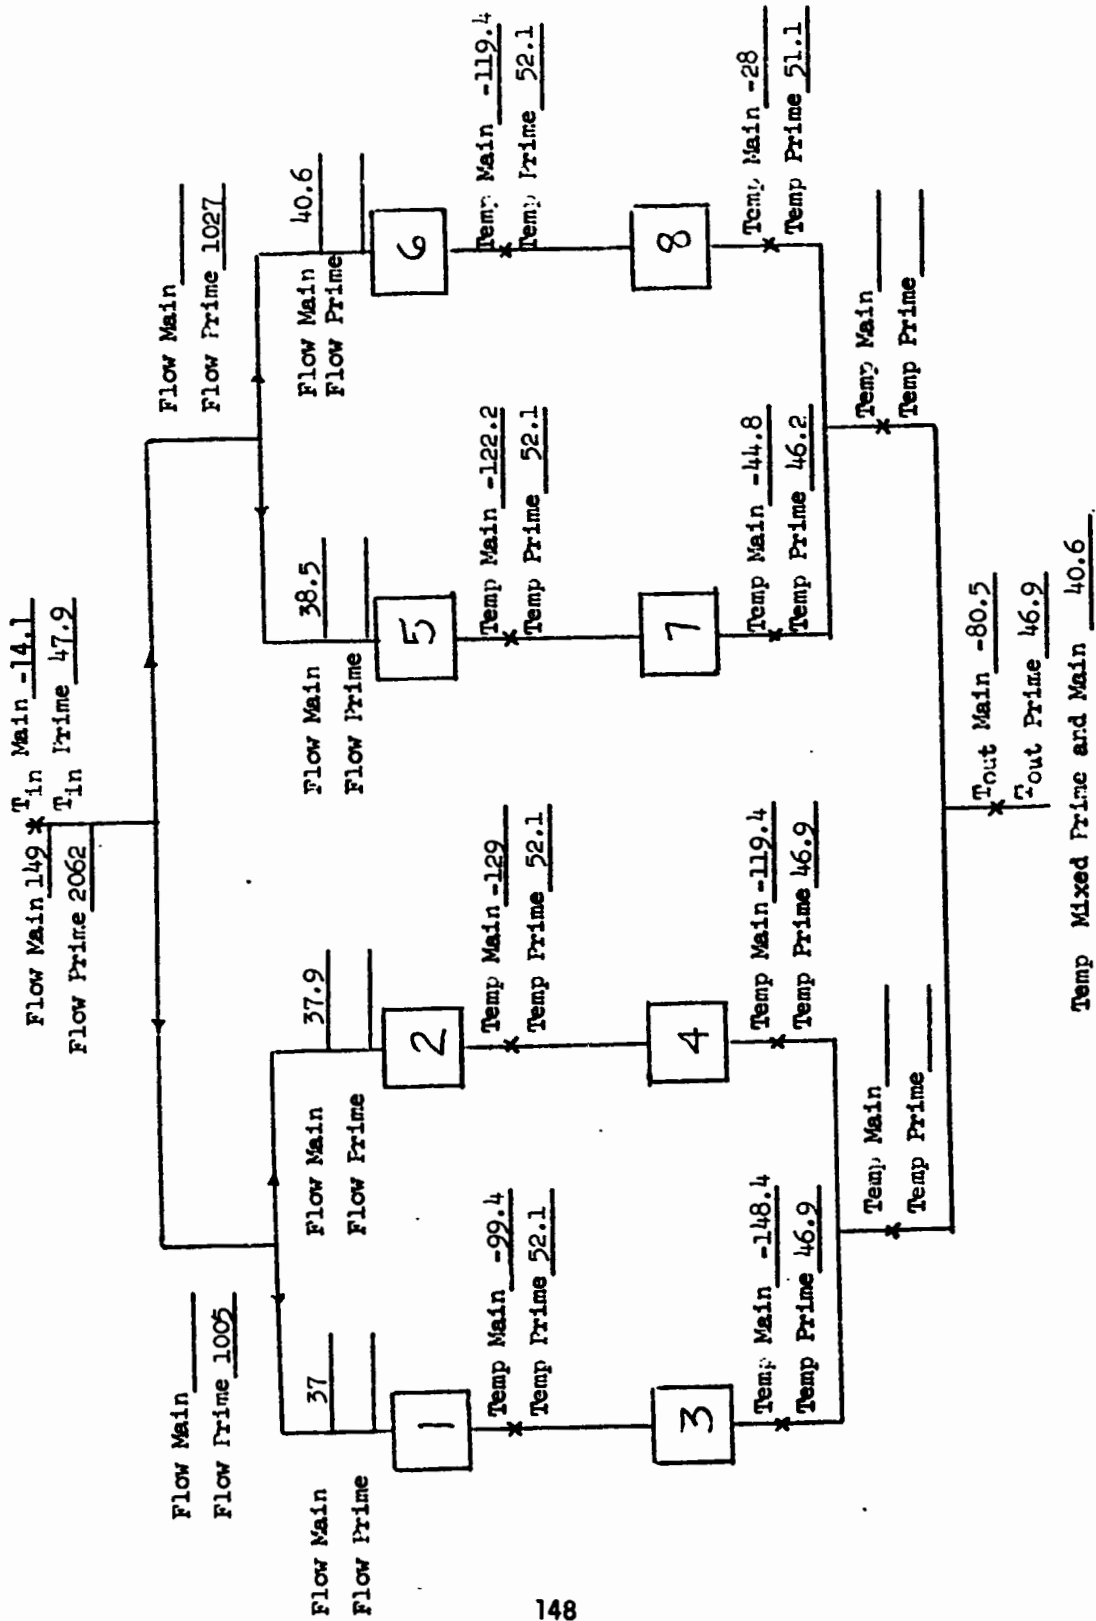 Flow Main 149
T_in Main -14.1
Flow Prime 2062
T_in Prime 47.9
Flow Main
Flow Prime 1005
Flow Main
Flow Prime 1027
Flow Main 37
Flow Prime
Flow Main 37.9
Flow Prime
Flow Main 38.5
Flow Prime
Flow Main 40.6
Flow Prime
1
2
5
6
Temp Main -99.4
Temp Prime 52.1
Temp Main -129
Temp Prime 52.1
Temp Main -122.2
Temp Prime 52.1
Temp Main -119.4
Temp Prime 52.1
3
4
7
8
Temp Main -148.4
Temp Prime 46.9
Temp Main -119.4
Temp Prime 46.9
Temp Main -44.8
Temp Prime 46.2
Temp Main -28
Temp Prime 51.1
Temp Main
Temp Prime
Temp Main
Temp Prime
T_out Main -80.5
T_out Prime 46.9
Temp Mixed Prime and Main 40.6
148